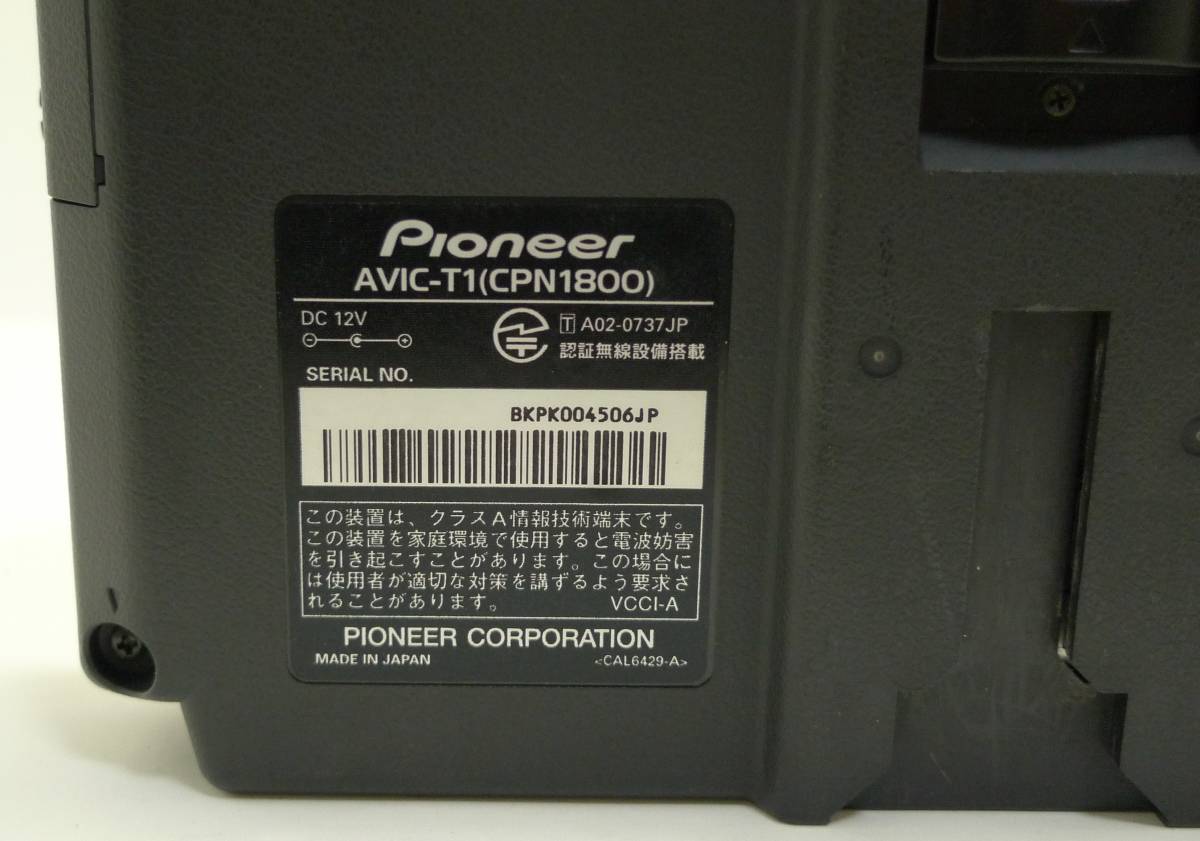 Pioneer
AVIC-T1(CPN1800)
DC 12V
T A02-0737JP
認証無線設備搭載
SERIAL NO.
BKPK004506JP
この装置は、クラスA情報技術端末です。
この装置を家庭環境で使用すると電波妨害
を引き起こすことがあります。この場合に
は使用者が適切な対策を講ずるよう要求さ
れることがあります。 VCCI-A
PIONEER CORPORATION
MADE IN JAPAN <CAL6429-A>